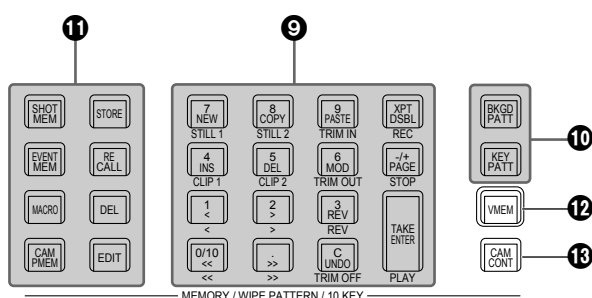 ⓫
❾
SHOT MEM
STORE
7 NEW
8 COPY
9 PASTE
XPT DSBL
BKGD PATT
STILL 1
STILL 2
TRIM IN
REC
❿
EVENT MEM
RE CALL
4 INS
5 DEL
6 MOD
-/+ PAGE
KEY PATT
CLIP 1
CLIP 2
TRIM OUT
STOP
MACRO
DEL
1 <
2 >
3 REV
TAKE ENTER
VMEM
⓬
<
>
REV
CAM PMEM
EDIT
0/10 <<
. >>
C UNDO
CAM CONT
⓭
<<
>>
TRIM OFF
PLAY
MEMORY / WIPE PATTERN / 10 KEY